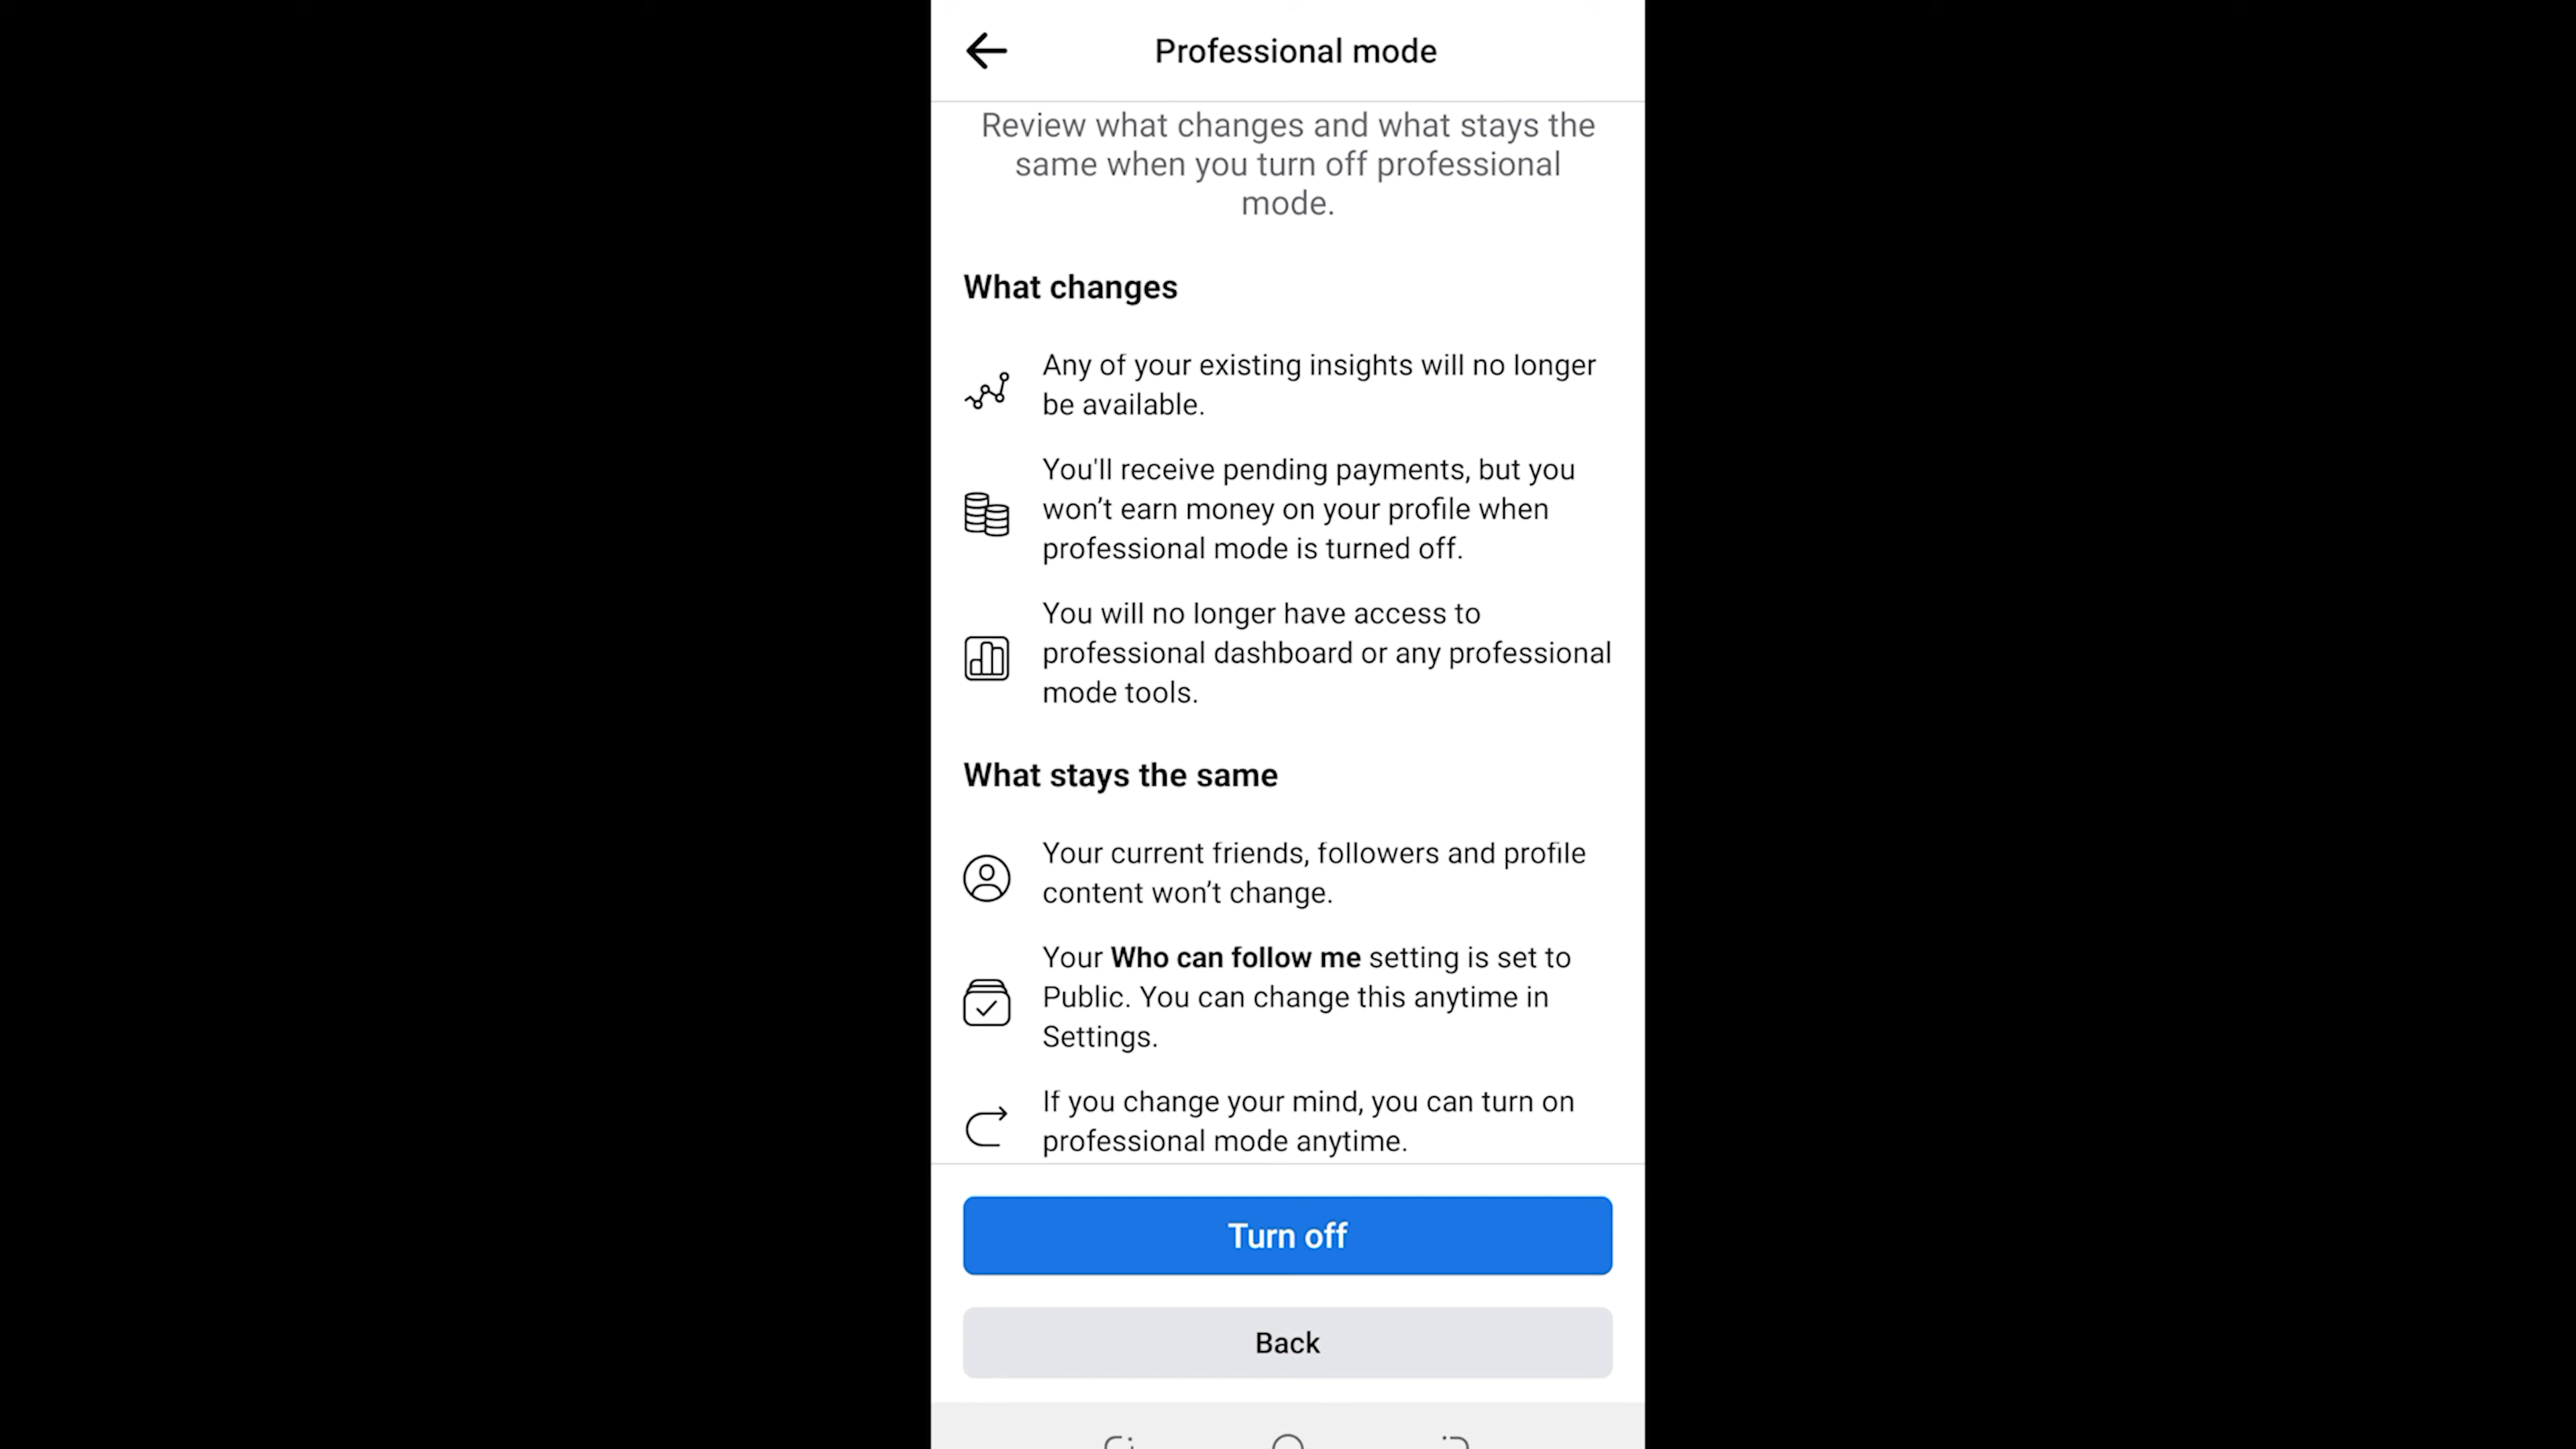 Professional mode
Review what changes and what stays the
same when you turn off professional
mode.
What changes
Any of your existing insights will no longer
be available.
You'll receive pending payments, but you
won’t earn money on your profile when
professional mode is turned off.
You will no longer have access to
professional dashboard or any professional
mode tools.
What stays the same
Your current friends, followers and profile
content won’t change.
Your Who can follow me setting is set to
Public. You can change this anytime in
Settings.
If you change your mind, you can turn on
professional mode anytime.
Turn off
Back